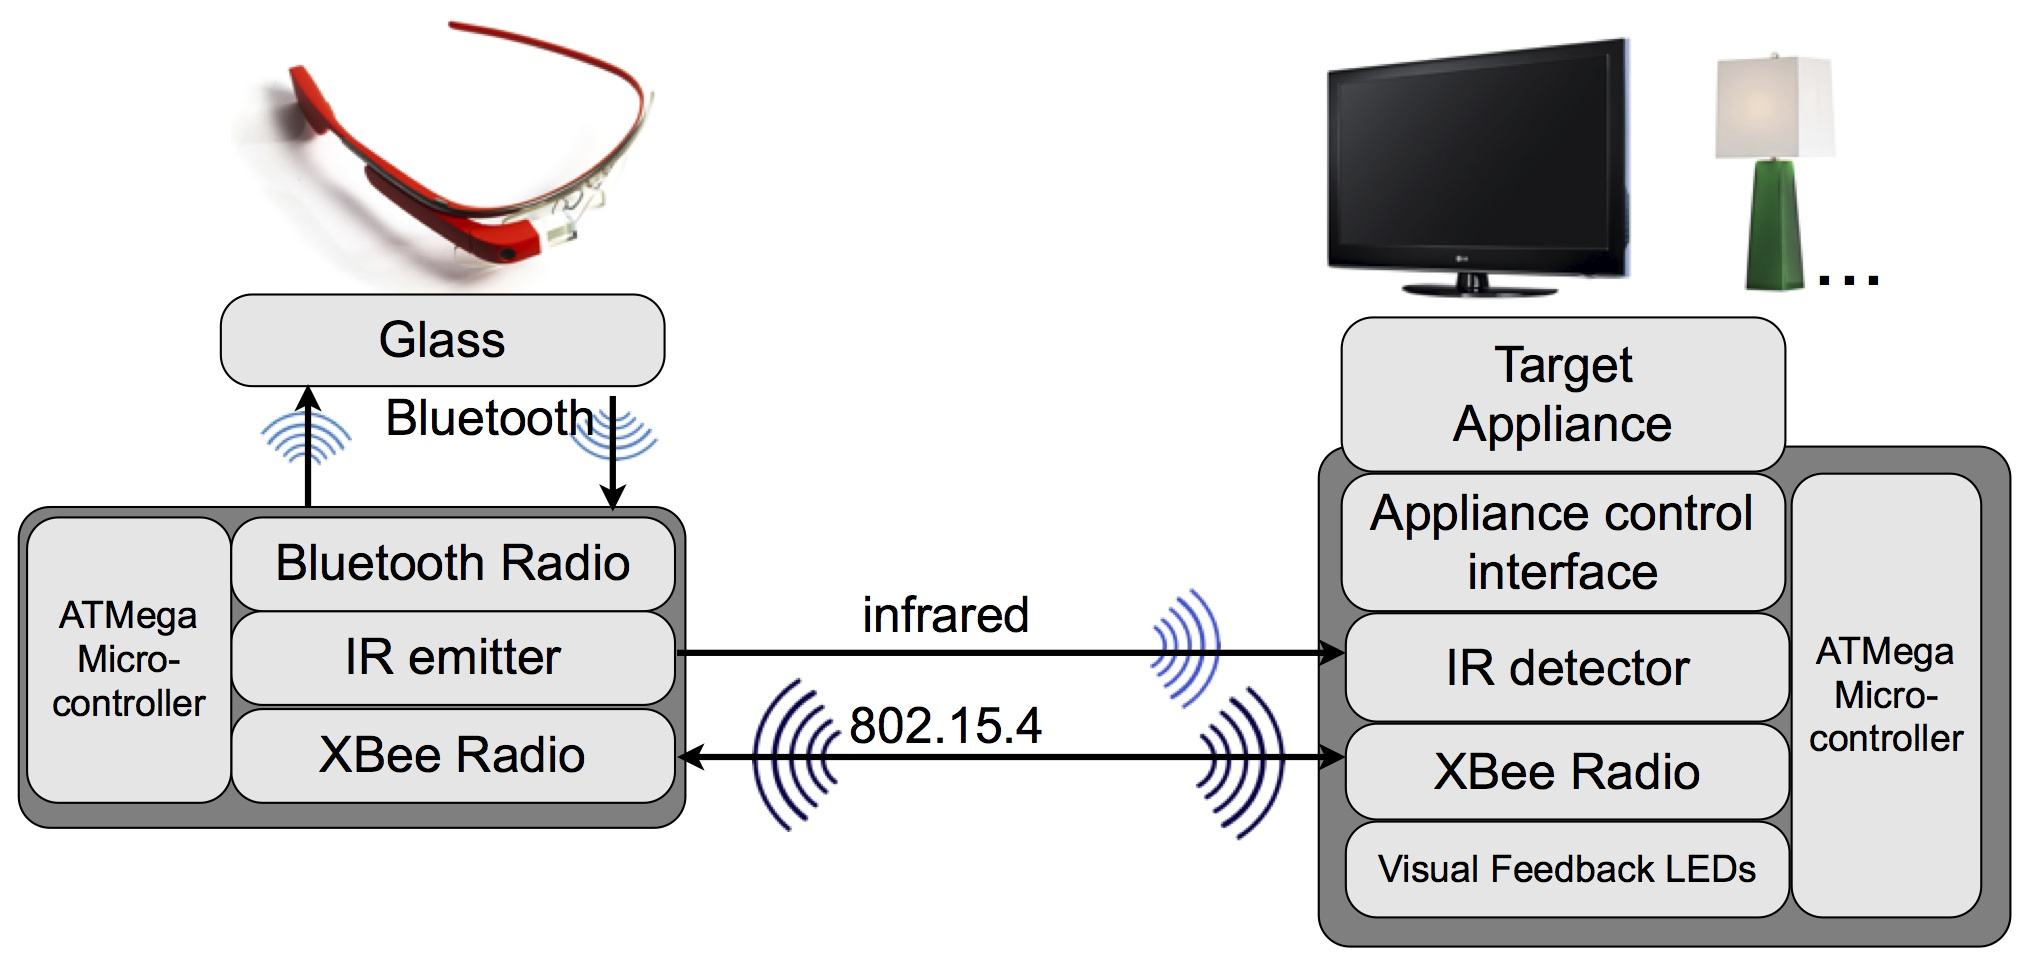 Glass
Bluetooth
ATMega
Micro-
controller
Bluetooth Radio
IR emitter
XBee Radio
infrared
802.15.4
...
Target
Appliance
Appliance control
interface
IR detector
XBee Radio
Visual Feedback LEDs
ATMega
Micro-
controller